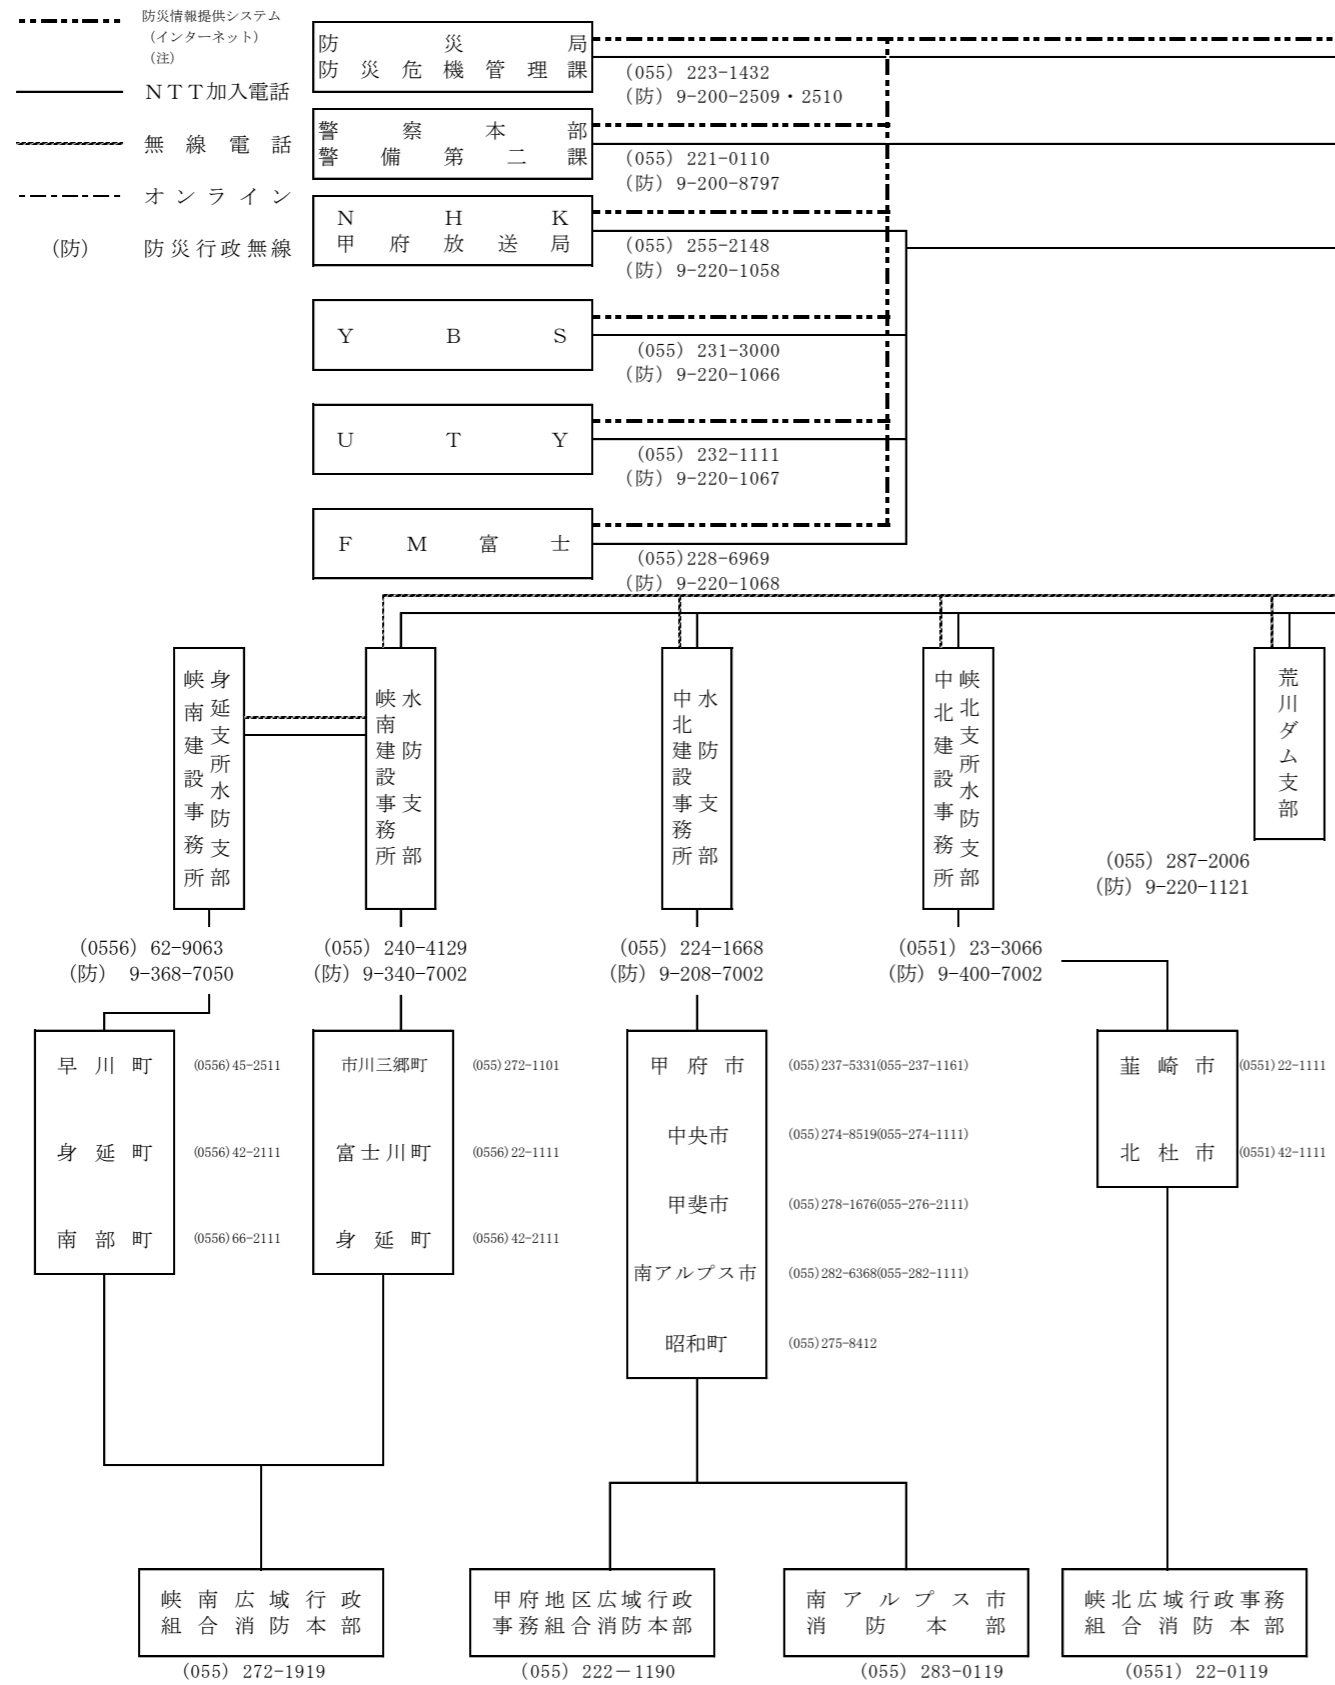 防災情報提供システム
（インターネット）
（注）
ＮＴＴ加入電話
無線電話
オンライン
(防) 防災行政無線
防災局
防災危機管理課
(055) 223-1432
(防) 9-200-2509・2510
警察本部
警備第二課
(055) 221-0110
(防) 9-200-8797
ＮＨＫ
甲府放送局
(055) 255-2148
(防) 9-220-1058
ＹＢＳ
(055) 231-3000
(防) 9-220-1066
ＵＴＹ
(055) 232-1111
(防) 9-220-1067
ＦＭ富士
(055)228-6969
(防) 9-220-1068
峡南建設事務所
身延支所水防支部
峡南建設事務所
水防支部
中北建設事務所
水防支部
中北建設事務所
峡北支所水防支部
荒川ダム支部
(055) 287-2006
(防) 9-220-1121
(0556) 62-9063
(防) 9-368-7050
(055) 240-4129
(防) 9-340-7002
(055) 224-1668
(防) 9-208-7002
(0551) 23-3066
(防) 9-400-7002
早川町 (0556)45-2511
身延町 (0556)42-2111
南部町 (0556)66-2111
市川三郷町 (055)272-1101
富士川町 (0556)22-1111
身延町 (0556)42-2111
甲府市 (055)237-5331(055-237-1161)
中央市 (055)274-8519(055-274-1111)
甲斐市 (055)278-1676(055-276-2111)
南アルプス市 (055)282-6368(055-282-1111)
昭和町 (055)275-8412
韮崎市 (0551)22-1111
北杜市 (0551)42-1111
峡南広域行政
組合消防本部
(055) 272-1919
甲府地区広域行政
事務組合消防本部
(055) 222－1190
南アルプス市
消防本部
(055) 283-0119
峡北広域行政事務
組合消防本部
(0551) 22-0119